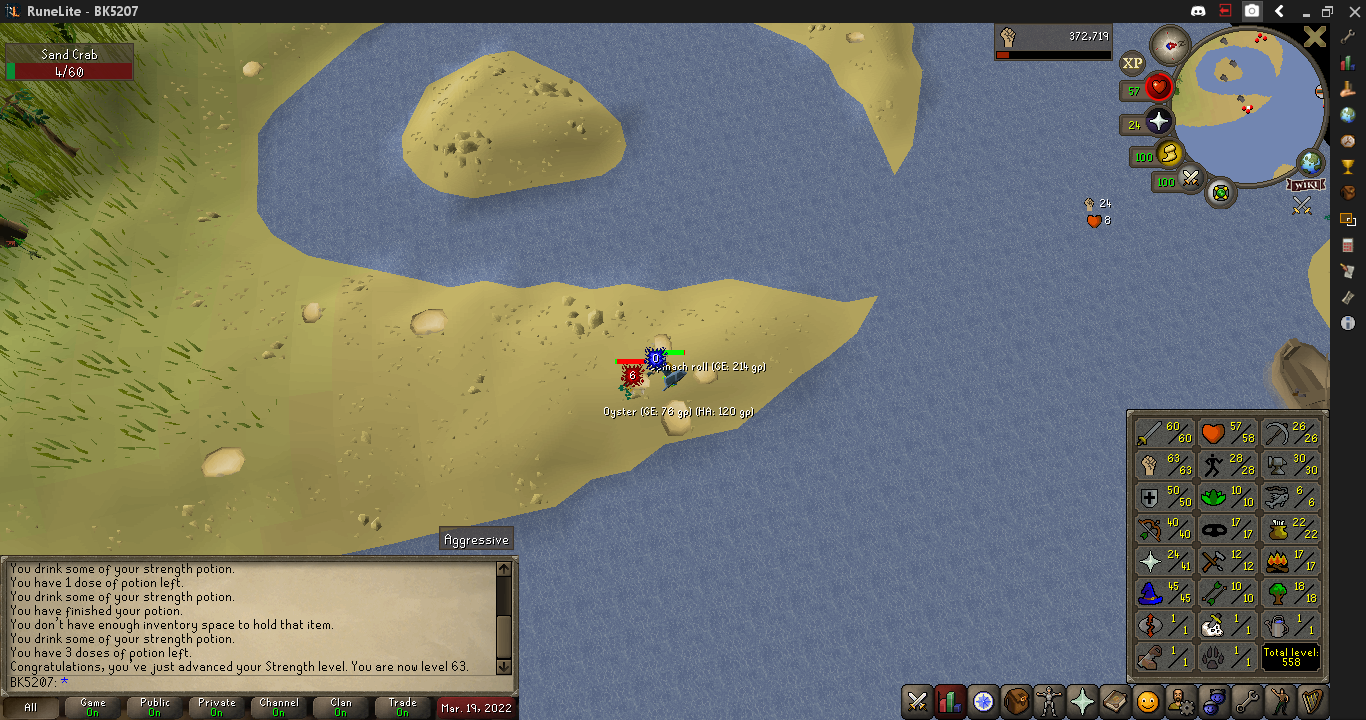 RuneLite - BK5207
Sand Crab
4/60
372,719
XP
57
24
100
100
WIKI
24
8
0
6
inach roll (GE: 214 gp)
Oyster (GE: 76 gp) (HA: 120 gp)
Aggressive
You drink some of your strength potion.
You have 1 dose of potion left.
You drink some of your strength potion.
You have finished your potion.
You don't have enough inventory space to hold that item.
You drink some of your strength potion.
You have 3 doses of potion left.
Congratulations, you've just advanced your Strength level. You are now level 63.
BK5207: *
All
Game On
Public On
Private On
Channel On
Clan On
Trade On
Mar. 19, 2022
60/60 57/58 26/26
63/63 28/28 30/30
50/50 10/10 6/6
40/40 17/17 22/22
24/41 12/12 17/17
45/45 10/10 18/18
1/1 1/1 1/1
1/1 1/1 Total level: 558